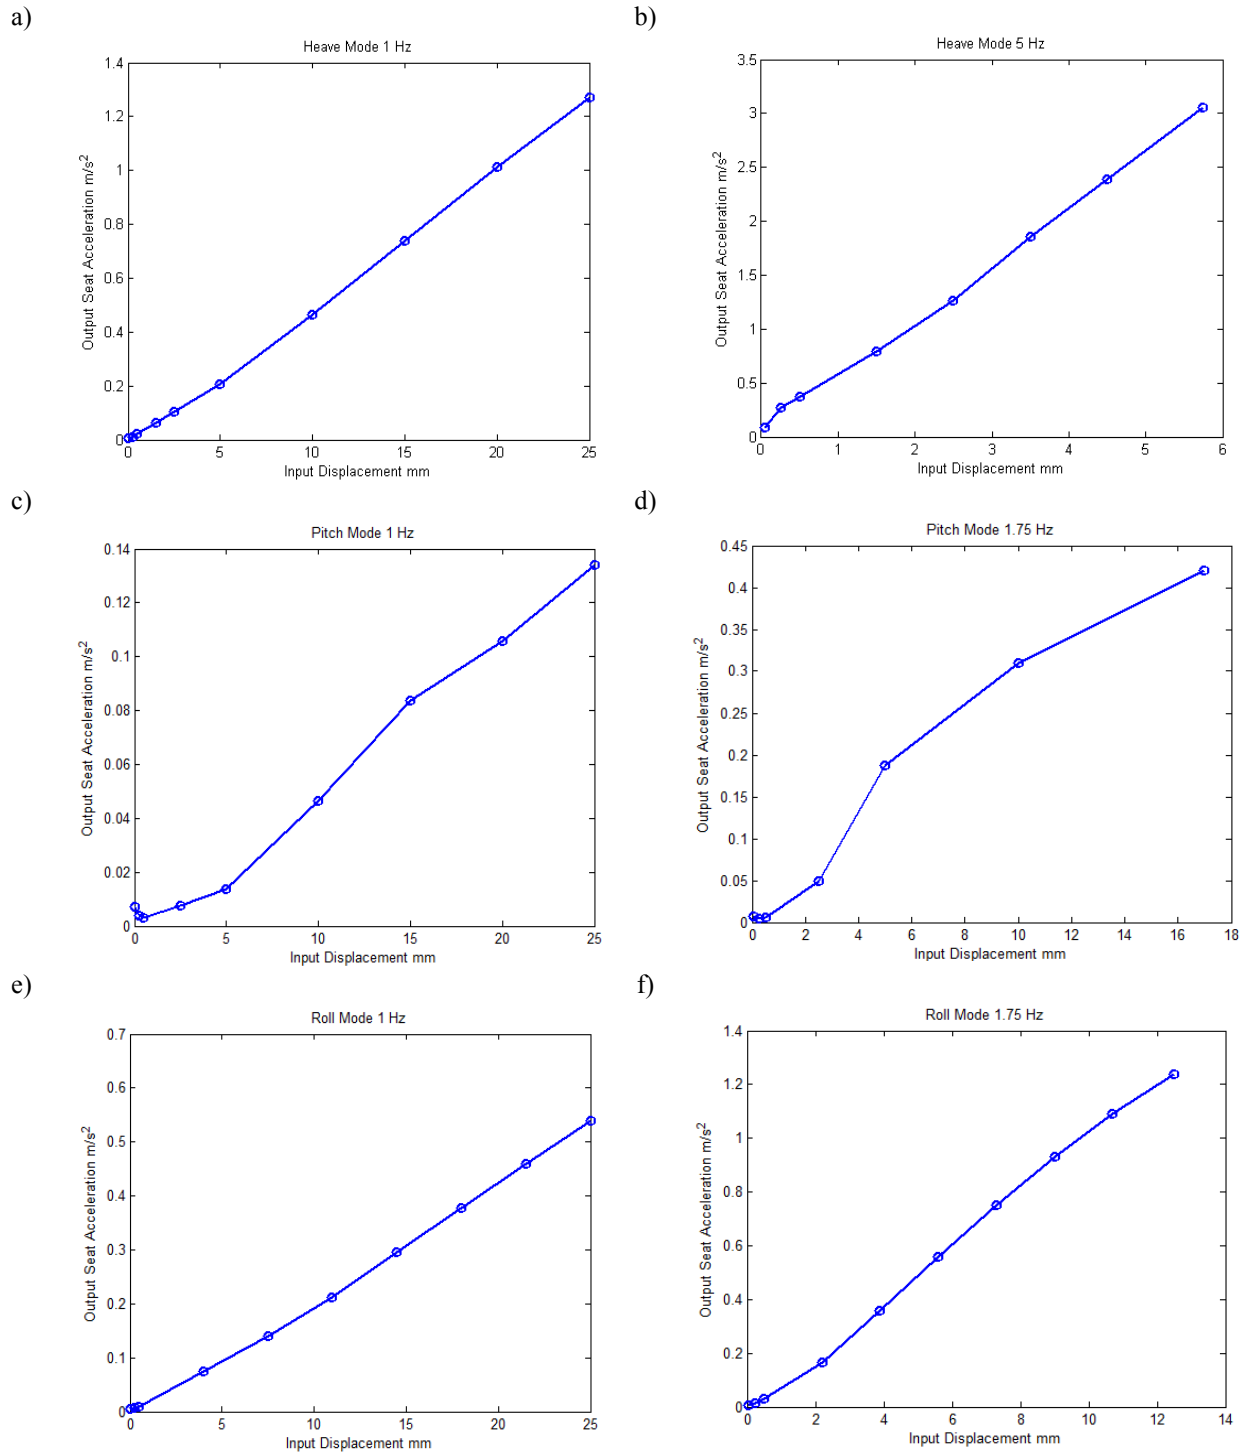 a)
Heave Mode 1 Hz
1.4
1.2
1
0.8
0.6
0.4
0.2
0
0 5 10 15 20 25
Input Displacement mm
Output Seat Acceleration m/s²
b)
Heave Mode 5 Hz
3.5
3
2.5
2
1.5
1
0.5
0
0 1 2 3 4 5 6
Input Displacement mm
Output Seat Acceleration m/s²
c)
Pitch Mode 1 Hz
0.14
0.12
0.1
0.08
0.06
0.04
0.02
0
0 5 10 15 20 25
Input Displacement mm
Output Seat Acceleration m/s²
d)
Pitch Mode 1.75 Hz
0.45
0.4
0.35
0.3
0.25
0.2
0.15
0.1
0.05
0
0 2 4 6 8 10 12 14 16 18
Input Displacement mm
Output Seat Acceleration m/s²
e)
Roll Mode 1 Hz
0.7
0.6
0.5
0.4
0.3
0.2
0.1
0
0 5 10 15 20 25
Input Displacement mm
Output Seat Acceleration m/s²
f)
Roll Mode 1.75 Hz
1.4
1.2
1
0.8
0.6
0.4
0.2
0
0 2 4 6 8 10 12 14
Input Displacement mm
Output Seat Acceleration m/s²